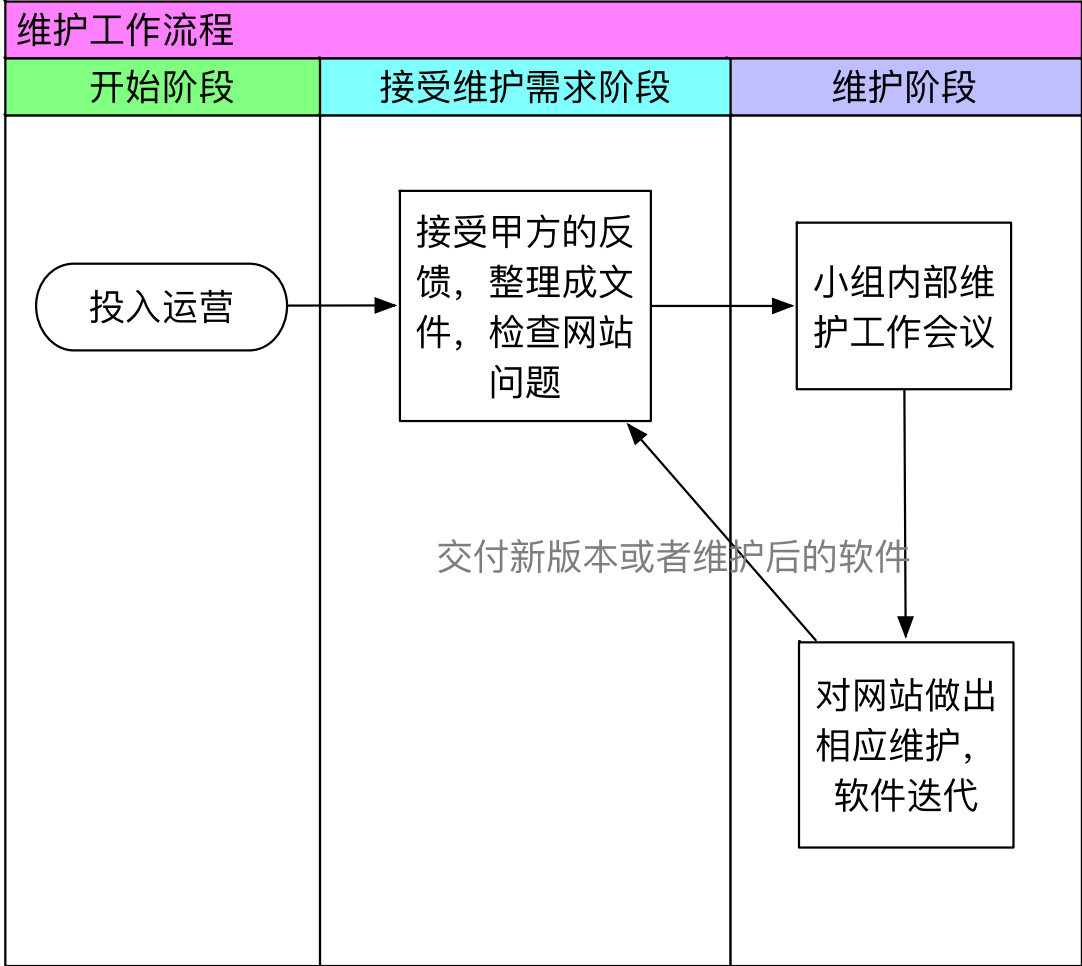 维护工作流程
开始阶段
接受维护需求阶段
维护阶段
投入运营
接受甲方的反
馈，整理成文
件，检查网站
问题
小组内部维
护工作会议
交付新版本或者维护后的软件
对网站做出
相应维护，
软件迭代